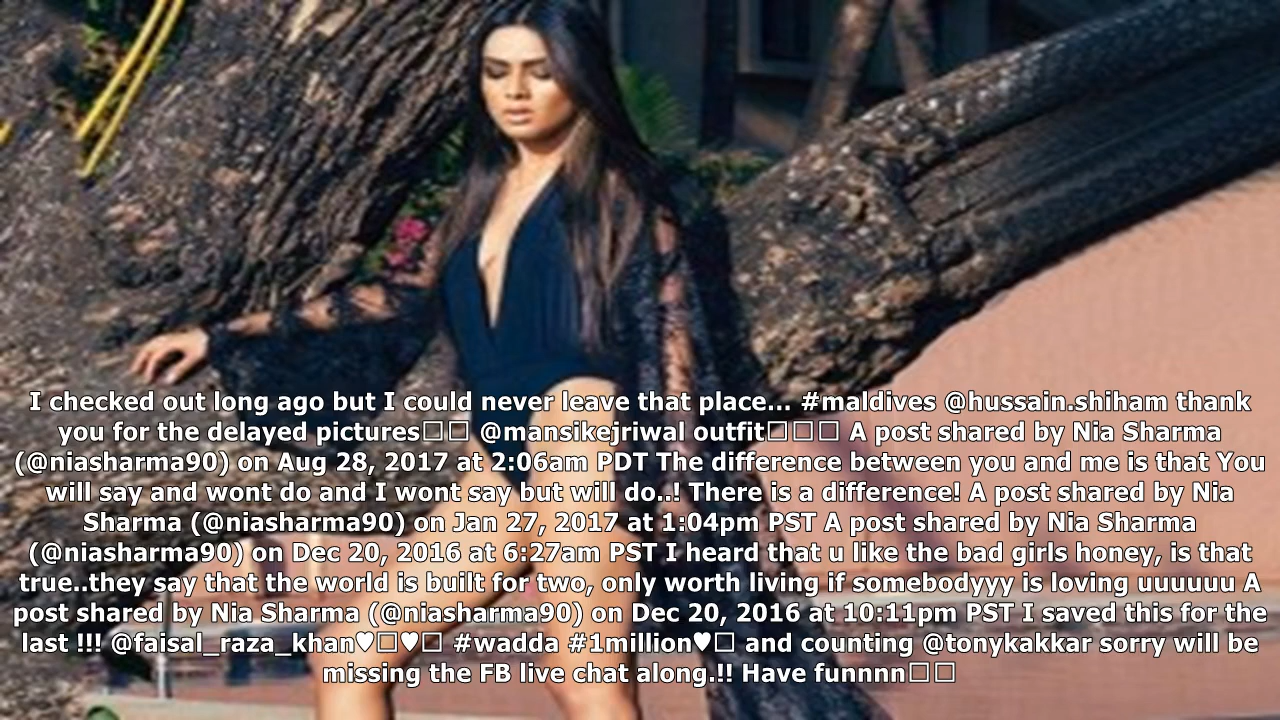 I checked out long ago but I could never leave that place... #maldives @hussain.shiham thank
you for the delayed pictures□□ @mansikejriwal outfit□□□ A post shared by Nia Sharma
(@niasharma90) on Aug 28, 2017 at 2:06am PDT The difference between you and me is that You
will say and wont do and I wont say but will do..! There is a difference! A post shared by Nia
Sharma (@niasharma90) on Jan 27, 2017 at 1:04pm PST A post shared by Nia Sharma
(@niasharma90) on Dec 20, 2016 at 6:27am PST I heard that u like the bad girls honey, is that
true..they say that the world is built for two, only worth living if somebodyyy is loving uuuuuu A
post shared by Nia Sharma (@niasharma90) on Dec 20, 2016 at 10:11pm PST I saved this for the
last !!! @faisal_raza_khan♥□♥□ #wadda #1million♥□ and counting @tonykakkar sorry will be
missing the FB live chat along.!! Have funnnn□□